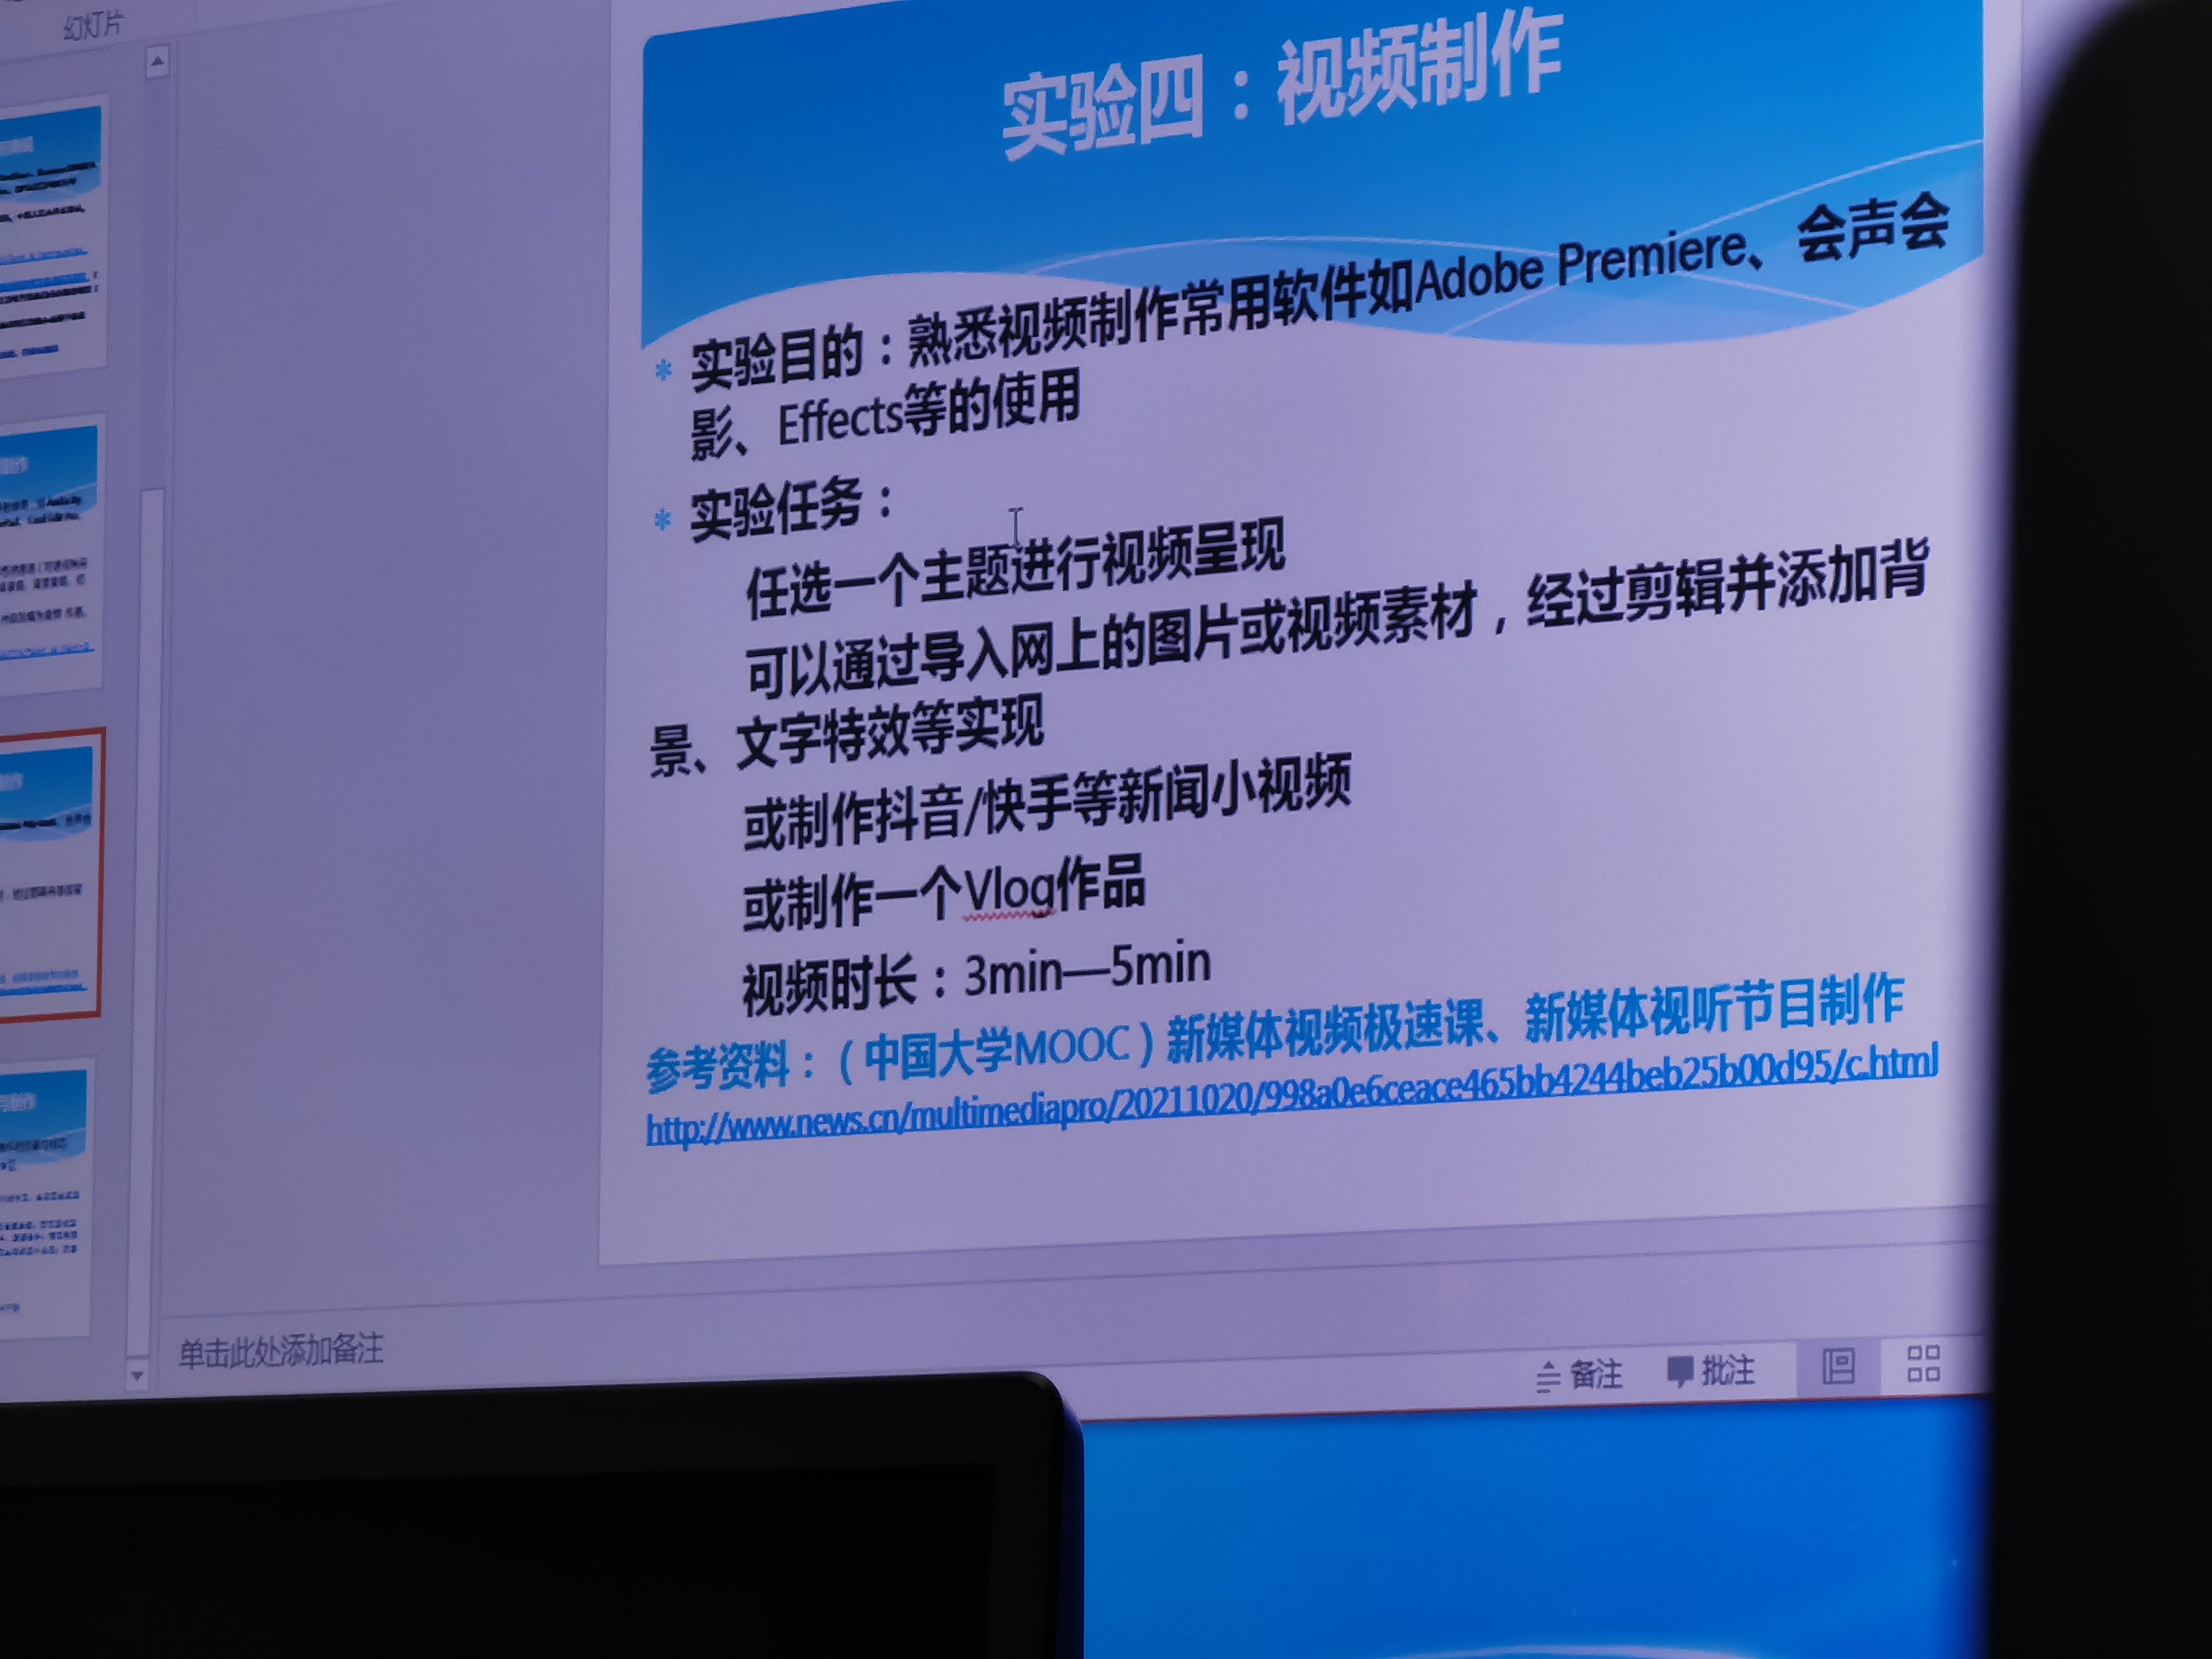 幻灯片
实验四：视频制作
* 实验目的：熟悉视频制作常用软件如Adobe Premiere、会声会
影、Effects等的使用
* 实验任务：
任选一个主题进行视频呈现
可以通过导入网上的图片或视频素材，经过剪辑并添加背
景、文字特效等实现
或制作抖音/快手等新闻小视频
或制作一个Vlog作品
视频时长：3min—5min
参考资料：（中国大学MOOC）新媒体视频极速课、新媒体视听节目制作
http://www.news.cn/multimediapro/20211020/998a0e6ceace465bb4244beb25b00d95/c.html
单击此处添加备注
备注 批注